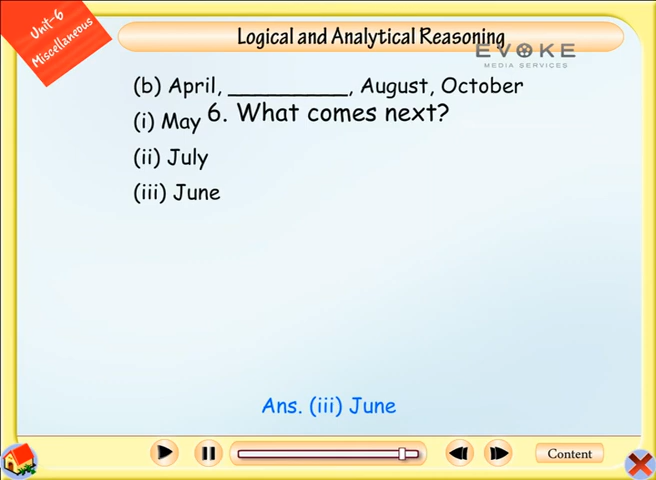 Unit-6
Miscellaneous
Logical and Analytical Reasoning
EVOKE
MEDIA SERVICES
(b) April, __________, August, October
(i) May
6. What comes next?
(ii) July
(iii) June
Ans. (iii) June
Content